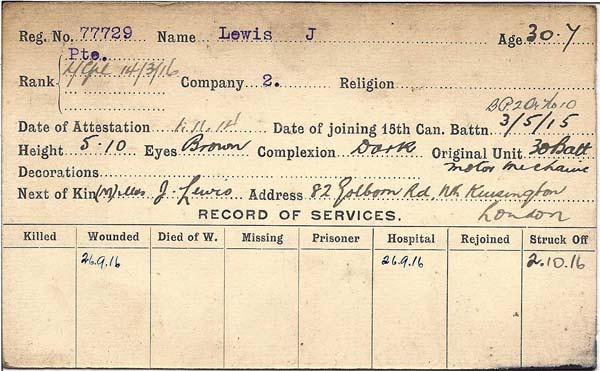 Reg. No. 77729 Name Lewis J Age 30.7
Pte.
Rank L/Cpl 14/3/16 Company 2. Religion
3/5/15
Date of Attestation 1.11.14 Date of joining 15th Can. Battn
Height 5.10 Eyes Brown Complexion Dark Original Unit 30 Batt
Decorations motor mechanic
Next of Kin (M) Mrs J. Lewis Address 82 Golborn Rd, Nth Kensington
London
RECORD OF SERVICES.
Killed Wounded Died of W. Missing Prisoner Hospital Rejoined Struck Off
26.9.16 26.9.16 2.10.16